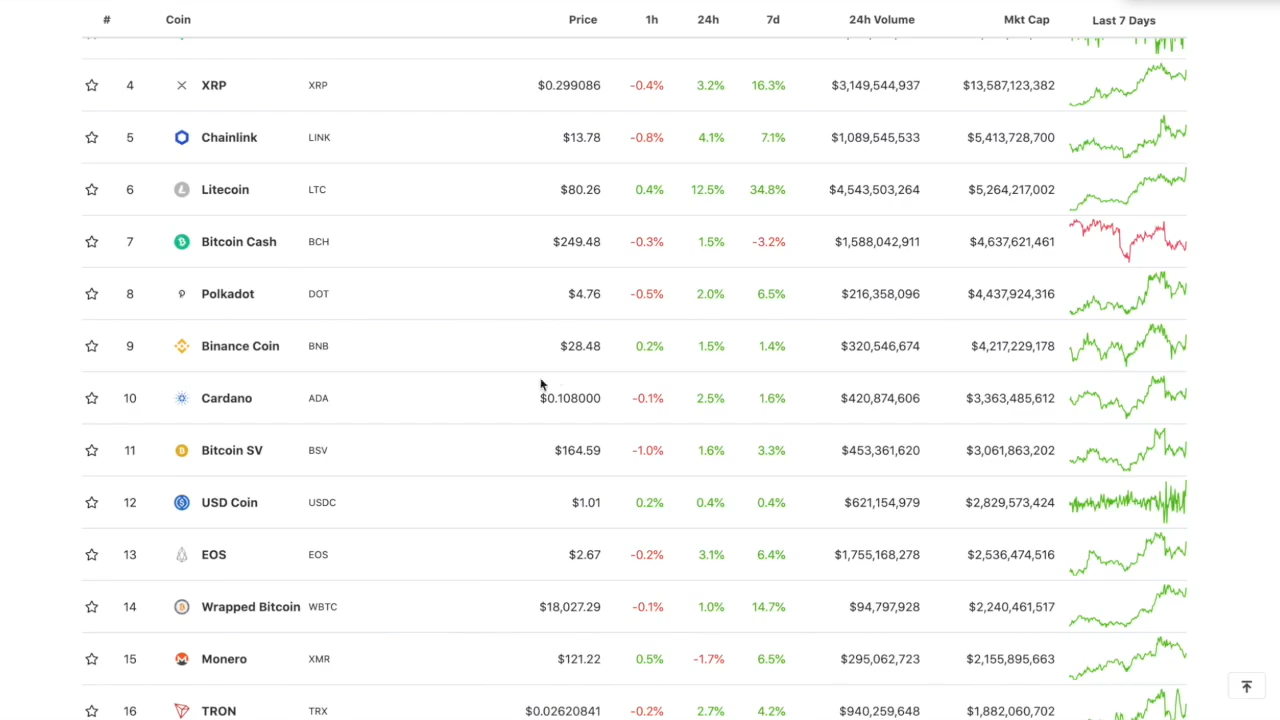 # Coin Price 1h 24h 7d 24h Volume Mkt Cap Last 7 Days
4 XRP XRP $0.299086 -0.4% 3.2% 16.3% $3,149,544,937 $13,587,123,382
5 Chainlink LINK $13.78 -0.8% 4.1% 7.1% $1,089,545,533 $5,413,728,700
6 Litecoin LTC $80.26 0.4% 12.5% 34.8% $4,543,503,264 $5,264,217,002
7 Bitcoin Cash BCH $249.48 -0.3% 1.5% -3.2% $1,588,042,911 $4,637,621,461
8 Polkadot DOT $4.76 -0.5% 2.0% 6.5% $216,358,096 $4,437,924,316
9 Binance Coin BNB $28.48 0.2% 1.5% 1.4% $320,546,674 $4,217,229,178
10 Cardano ADA $0.108000 -0.1% 2.5% 1.6% $420,874,606 $3,363,485,612
11 Bitcoin SV BSV $164.59 -1.0% 1.6% 3.3% $453,361,620 $3,061,863,202
12 USD Coin USDC $1.01 0.2% 0.4% 0.4% $621,154,979 $2,829,573,424
13 EOS EOS $2.67 -0.2% 3.1% 6.4% $1,755,168,278 $2,536,474,516
14 Wrapped Bitcoin WBTC $18,027.29 -0.1% 1.0% 14.7% $94,797,928 $2,240,461,517
15 Monero XMR $121.22 0.5% -1.7% 6.5% $295,062,723 $2,155,895,663
16 TRON TRX $0.02620841 -0.2% 2.7% 4.2% $940,259,648 $1,882,060,702